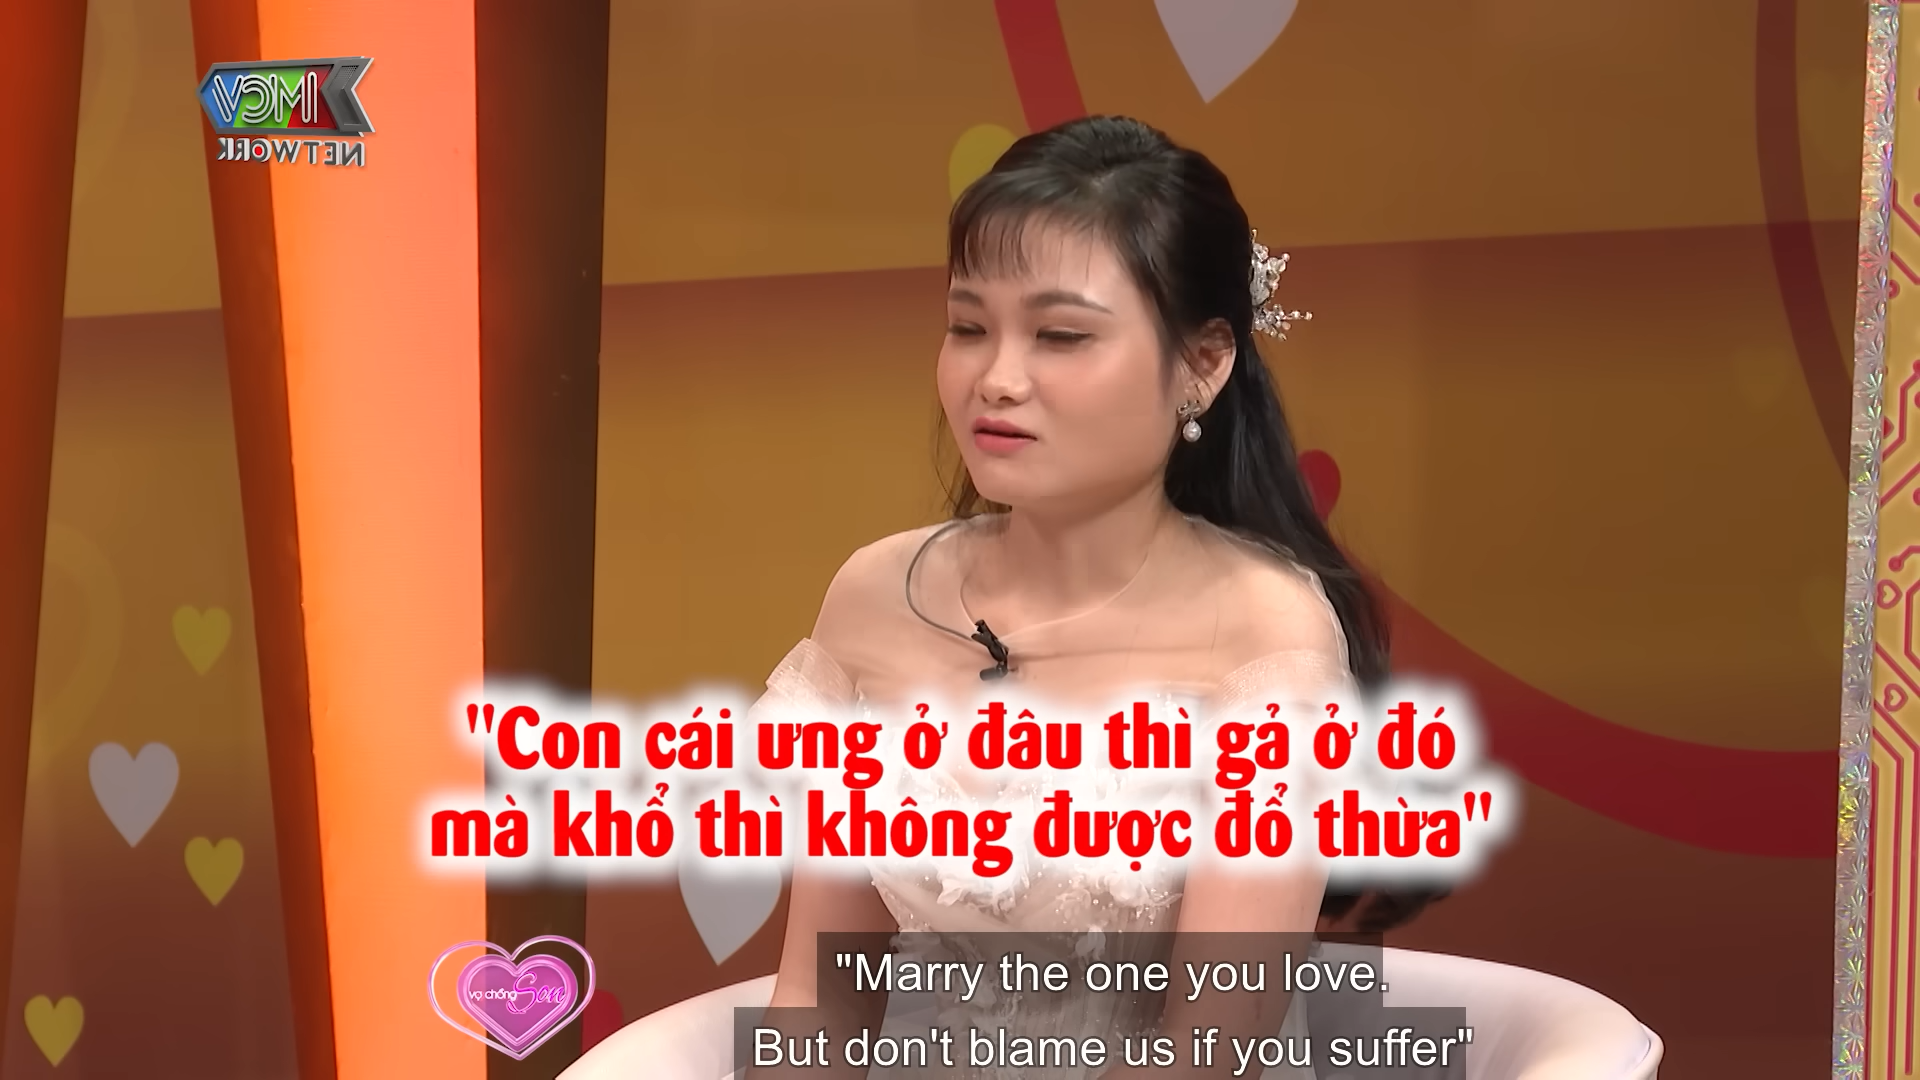 MCV
NETWORK
"Con cái ưng ở đâu thì gả ở đó
mà khổ thì không được đổ thừa"
vợ chồng Son
"Marry the one you love.
But don't blame us if you suffer"